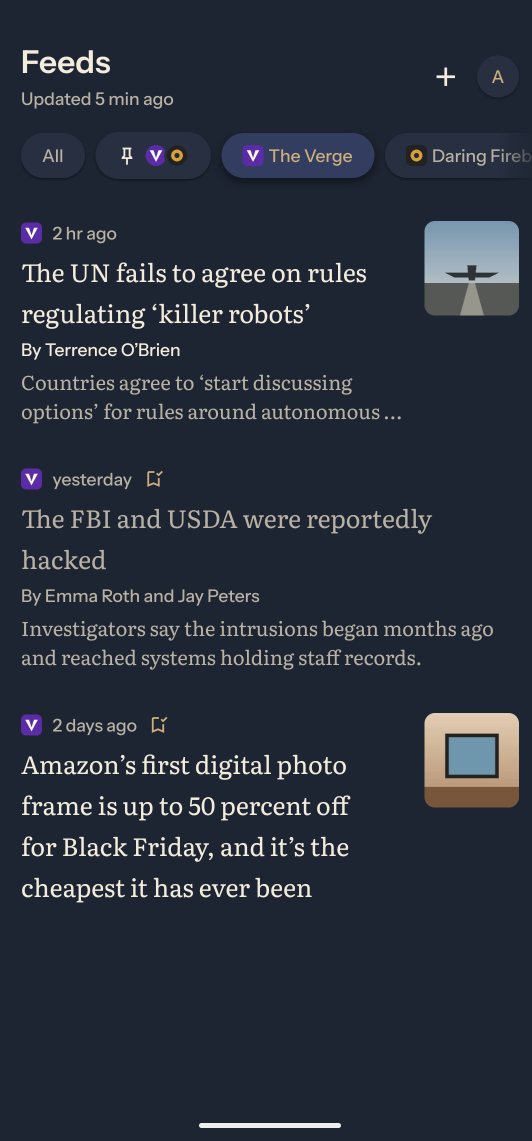 Feeds
Updated 5 min ago
A
All
The Verge
Daring Fireb
2 hr ago
The UN fails to agree on rules
regulating ‘killer robots’
By Terrence O’Brien
Countries agree to ‘start discussing
options’ for rules around autonomous …
yesterday
The FBI and USDA were reportedly
hacked
By Emma Roth and Jay Peters
Investigators say the intrusions began months ago
and reached systems holding staff records.
2 days ago
Amazon’s first digital photo
frame is up to 50 percent off
for Black Friday, and it’s the
cheapest it has ever been